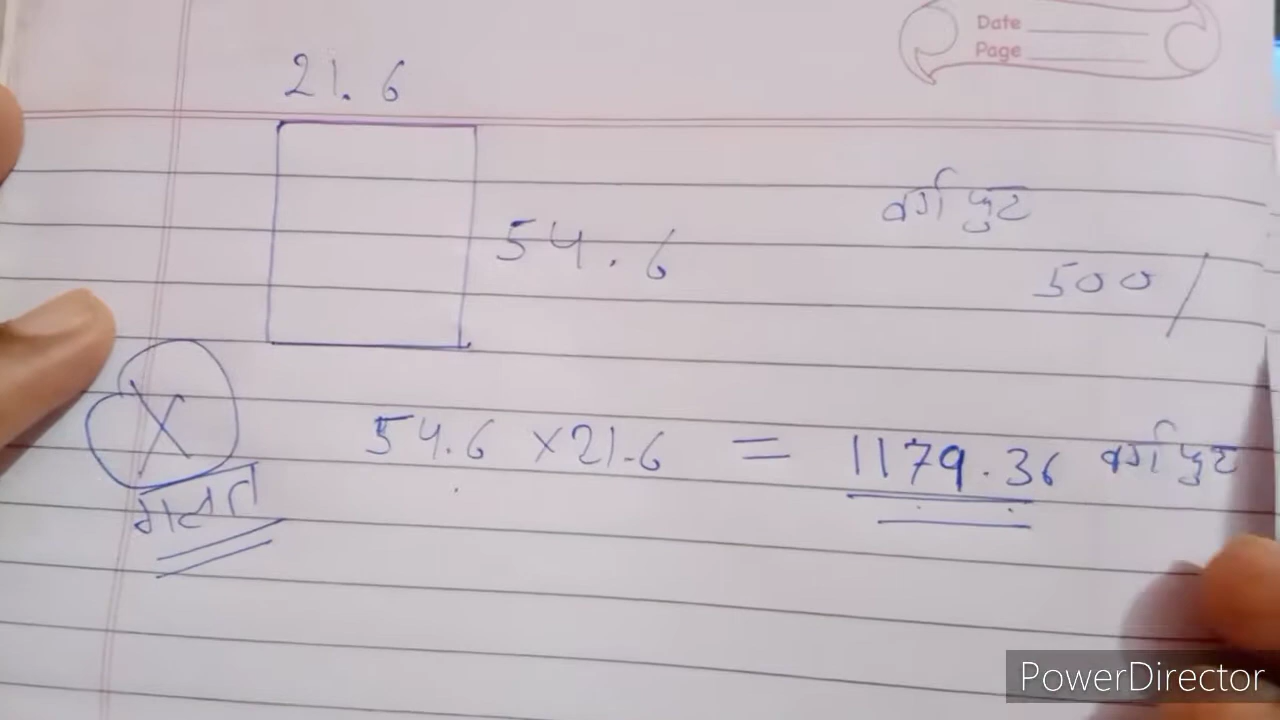 Date
Page
21.6
54.6
वर्ग फुट
500/
54.6 × 21.6 = 1179.36 वर्ग फुट
गलत
PowerDirector